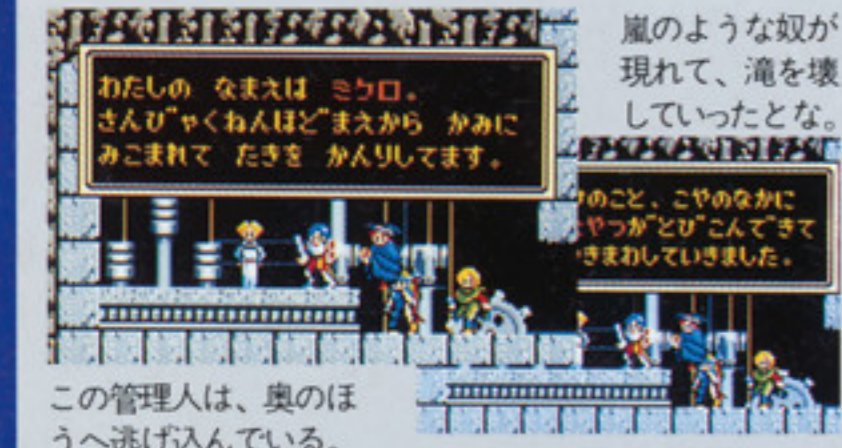 嵐のような奴が
現れて、滝を壊
していったとな。
わたしの なまえは ミケロ。
さんびゃくねんほどまえから かみに
みこまれて たきを かんりしてます。
のこと、こやのなかに
やつがとびこんできて
きまわしていきました。
この管理人は、奥のほ
うへ逃げ込んでいる。